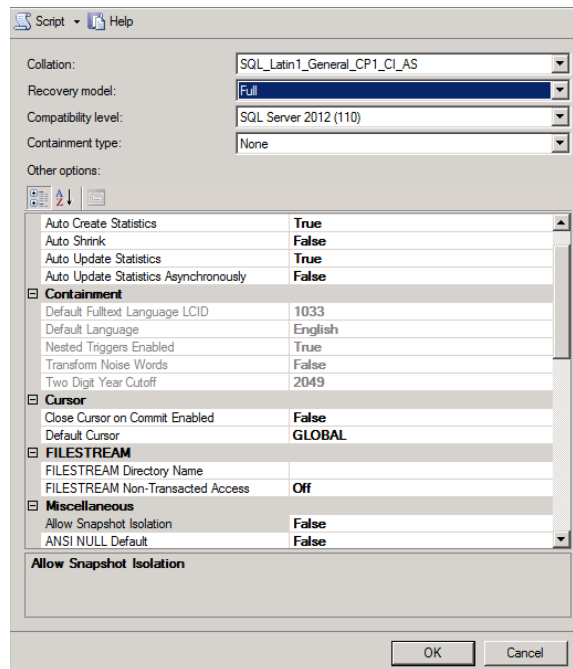 Script Help
Collation: SQL_Latin1_General_CP1_CI_AS
Recovery model: Full
Compatibility level: SQL Server 2012 (110)
Containment type: None
Other options:
Auto Create Statistics True
Auto Shrink False
Auto Update Statistics True
Auto Update Statistics Asynchronously False
Containment
Default Fulltext Language LCID 1033
Default Language English
Nested Triggers Enabled True
Transform Noise Words False
Two Digit Year Cutoff 2049
Cursor
Close Cursor on Commit Enabled False
Default Cursor GLOBAL
FILESTREAM
FILESTREAM Directory Name
FILESTREAM Non-Transacted Access Off
Miscellaneous
Allow Snapshot Isolation False
ANSI NULL Default False
Allow Snapshot Isolation
OK Cancel